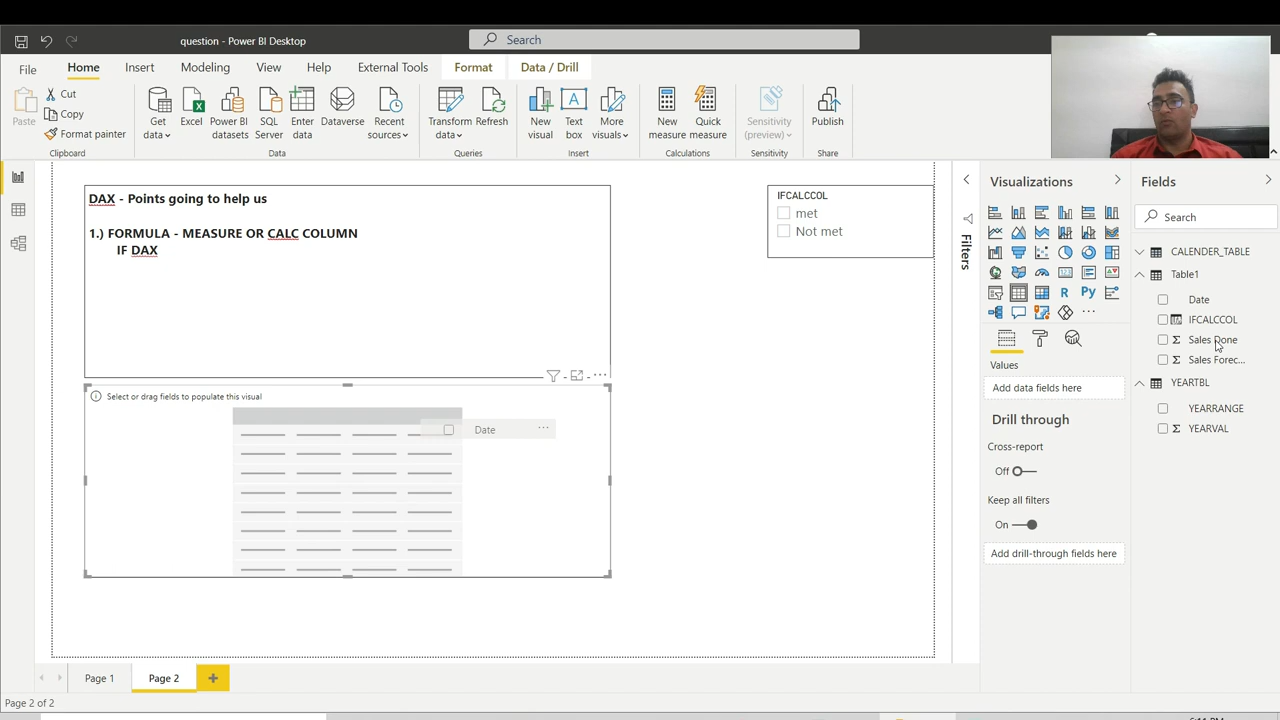 question - Power BI Desktop
Search
File
Home
Insert
Modeling
View
Help
External Tools
Format
Data / Drill
Paste
Cut
Copy
Format painter
Clipboard
Get data
Excel
Power BI datasets
SQL Server
Enter data
Dataverse
Recent sources
Data
Transform data
Refresh
Queries
New visual
Text box
More visuals
Insert
New measure
Quick measure
Calculations
Sensitivity (preview)
Sensitivity
Publish
Share
DAX - Points going to help us
1.) FORMULA - MEASURE OR CALC COLUMN
IF DAX
IFCALCCOL
met
Not met
Select or drag fields to populate this visual
Date
Filters
Visualizations
R
Py
Values
Add data fields here
Drill through
Cross-report
Off
Keep all filters
On
Add drill-through fields here
Fields
Search
CALENDER_TABLE
Table1
Date
IFCALCCOL
Sales Done
Sales Forec...
YEARTBL
YEARRANGE
YEARVAL
Page 1
Page 2
Page 2 of 2